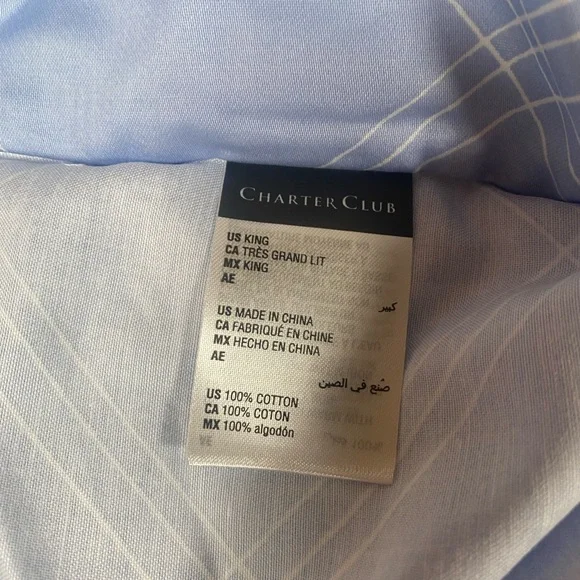 CHARTER CLUB
US KING
CA TRÈS GRAND LIT
MX KING
AE
كبير
US MADE IN CHINA
CA FABRIQUÉ EN CHINE
MX HECHO EN CHINA
AE
صُنع في الصين
US 100% COTTON
CA 100% COTON
MX 100% algodón